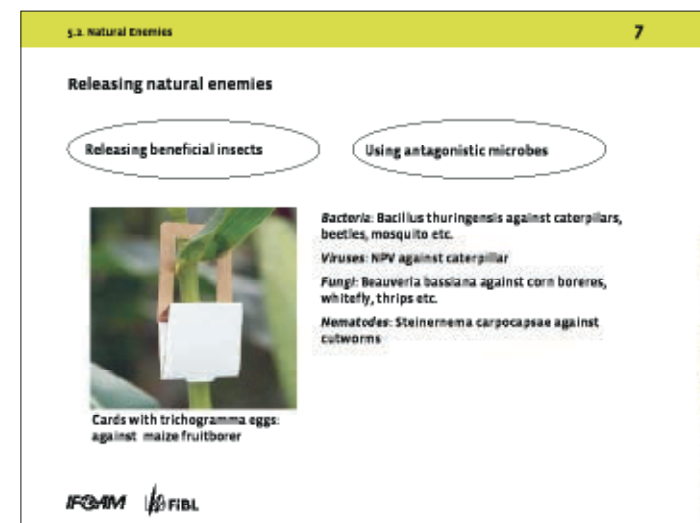 5.2. Natural Enemies
7
Releasing natural enemies
Releasing beneficial insects
Using antagonistic microbes
Bacteria: Bacillus thuringensis against caterpillars,
beetles, mosquito etc.
Viruses: NPV against caterpillar
Fungi: Beauveria bassiana against corn boreres,
whitefly, thrips etc.
Nematodes: Steinernema carpocapsae against
cutworms
Cards with trichogramma eggs:
against maize fruitborer
IFOAM FiBL